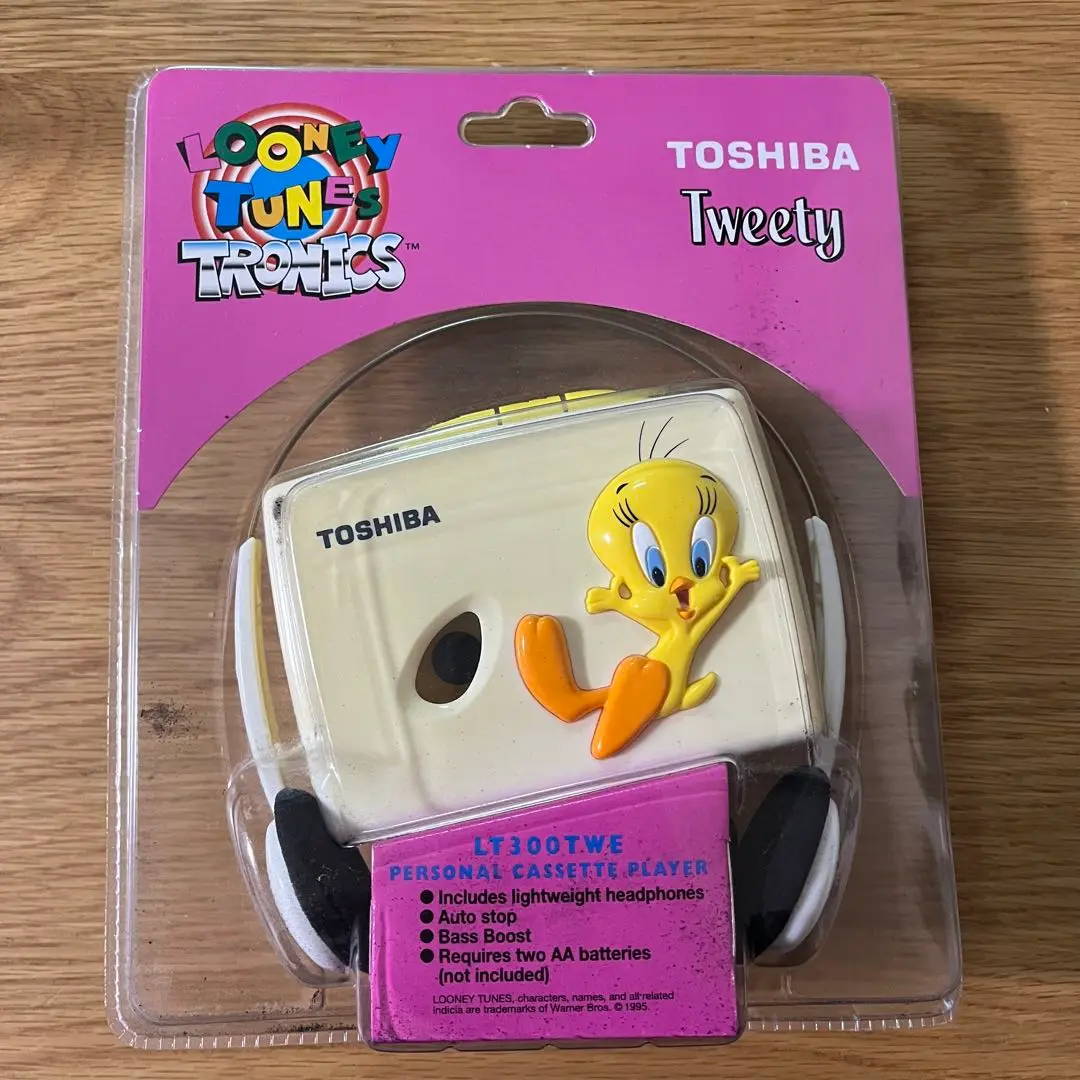 LOONEY
TUNES
TRONICS™
TOSHIBA
Tweety
TOSHIBA
LT300TWE
PERSONAL CASSETTE PLAYER
● Includes lightweight headphones
● Auto stop
● Bass Boost
● Requires two AA batteries
(not included)
LOONEY TUNES, characters, names, and all related
indicia are trademarks of Warner Bros. © 1995.